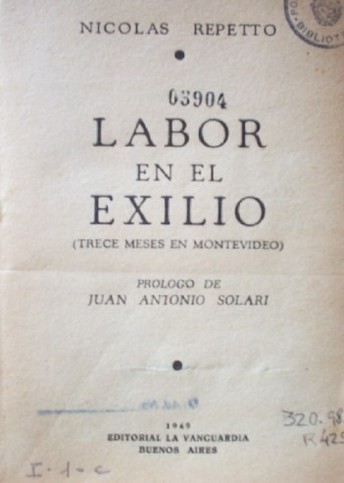 NICOLAS REPETTO
03904
LABOR
EN EL
EXILIO
(TRECE MESES EN MONTEVIDEO)
PROLOGO DE
JUAN ANTONIO SOLARI
1949
EDITORIAL LA VANGUARDIA
BUENOS AIRES
320.98
R425
I-1-c